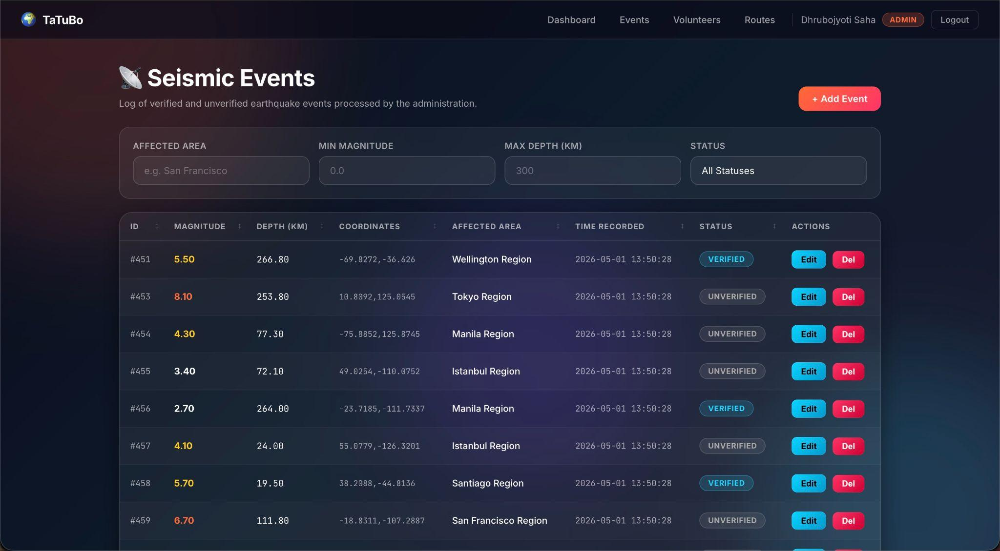 TaTuBo Dashboard Events Volunteers Routes Dhrubojyoti Saha ADMIN Logout
Seismic Events
Log of verified and unverified earthquake events processed by the administration.
+ Add Event
AFFECTED AREA MIN MAGNITUDE MAX DEPTH (KM) STATUS
e.g. San Francisco 0.0 300 All Statuses
ID ↕ MAGNITUDE ↕ DEPTH (KM) ↕ COORDINATES ↕ AFFECTED AREA ↕ TIME RECORDED ↕ STATUS ↕ ACTIONS
#451 5.50 266.80 -69.8272,-36.626 Wellington Region 2026-05-01 13:50:28 VERIFIED Edit Del
#453 8.10 253.80 10.8092,125.0545 Tokyo Region 2026-05-01 13:50:28 UNVERIFIED Edit Del
#454 4.30 77.30 -75.8852,125.8745 Manila Region 2026-05-01 13:50:28 UNVERIFIED Edit Del
#455 3.40 72.10 49.0254,-110.0752 Istanbul Region 2026-05-01 13:50:28 UNVERIFIED Edit Del
#456 2.70 264.00 -23.7185,-111.7337 Manila Region 2026-05-01 13:50:28 VERIFIED Edit Del
#457 4.10 24.00 55.0779,-126.3201 Istanbul Region 2026-05-01 13:50:28 UNVERIFIED Edit Del
#458 5.70 19.50 38.2088,-44.8136 Santiago Region 2026-05-01 13:50:28 VERIFIED Edit Del
#459 6.70 111.80 -18.8311,-107.2887 San Francisco Region 2026-05-01 13:50:28 UNVERIFIED Edit Del